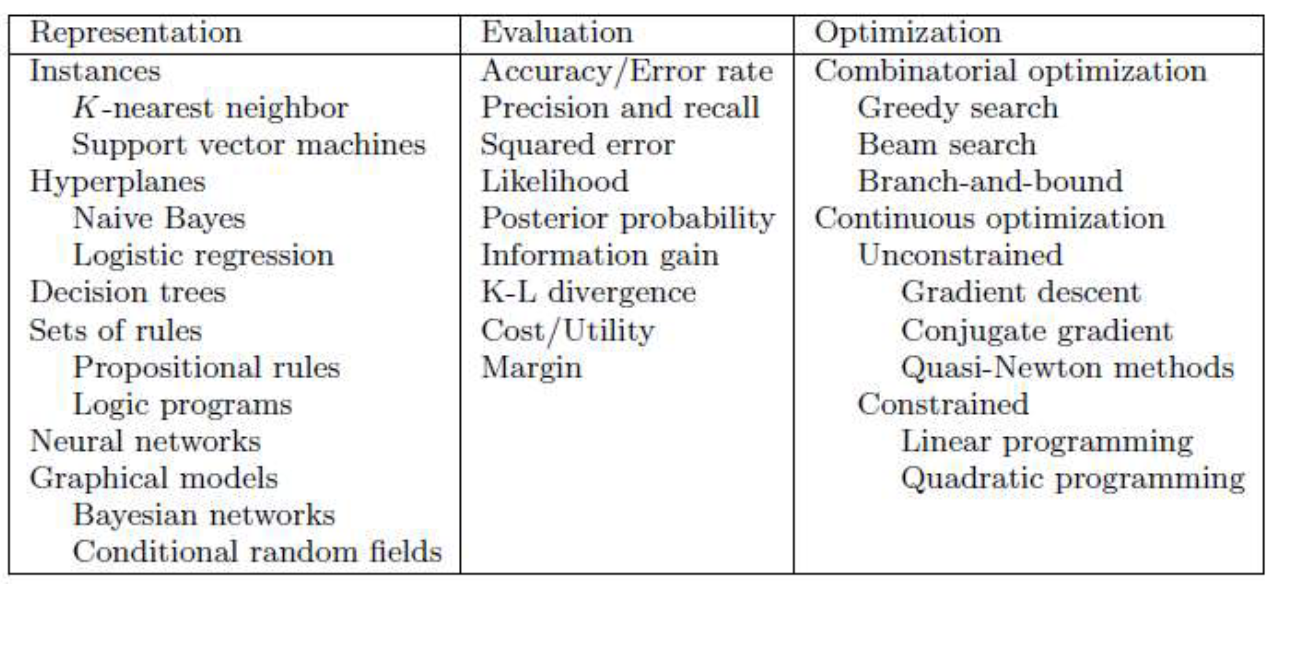 Representation
Instances
K-nearest neighbor
Support vector machines
Hyperplanes
Naive Bayes
Logistic regression
Decision trees
Sets of rules
Propositional rules
Logic programs
Neural networks
Graphical models
Bayesian networks
Conditional random fields
Evaluation
Accuracy/Error rate
Precision and recall
Squared error
Likelihood
Posterior probability
Information gain
K-L divergence
Cost/Utility
Margin
Optimization
Combinatorial optimization
Greedy search
Beam search
Branch-and-bound
Continuous optimization
Unconstrained
Gradient descent
Conjugate gradient
Quasi-Newton methods
Constrained
Linear programming
Quadratic programming